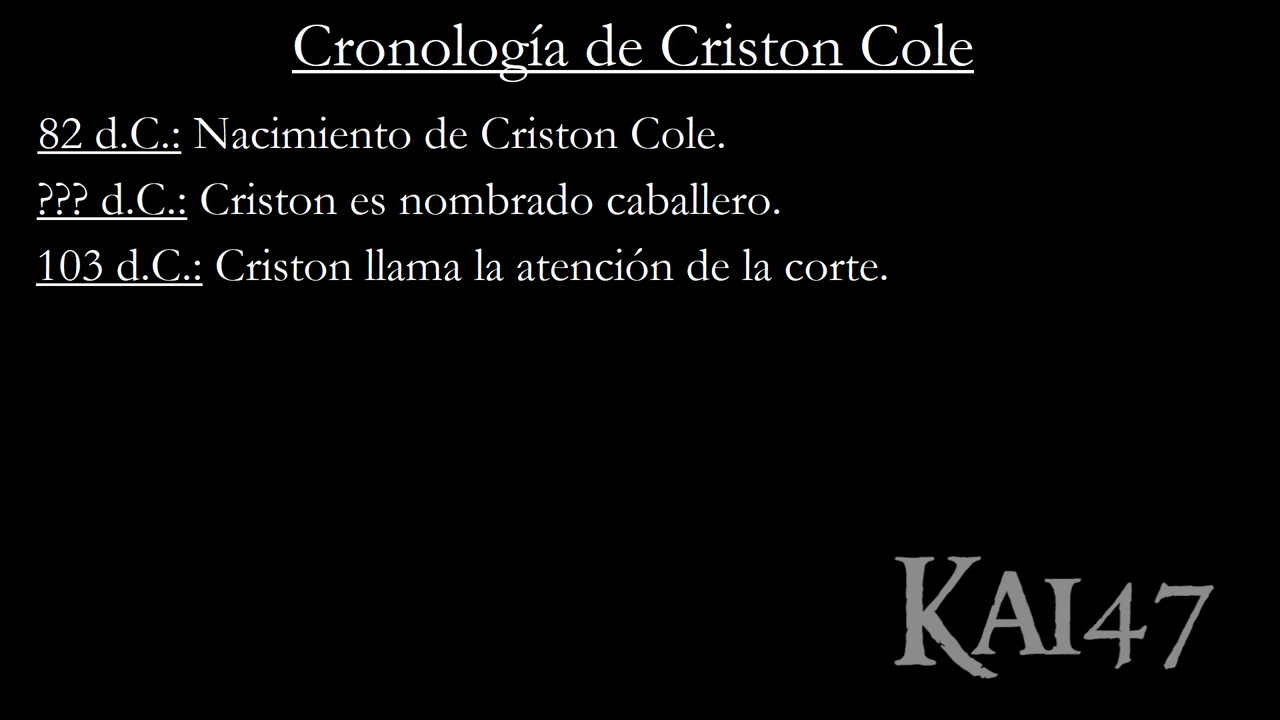 Cronología de Criston Cole
82 d.C.: Nacimiento de Criston Cole.
??? d.C.: Criston es nombrado caballero.
103 d.C.: Criston llama la atención de la corte.
KAI47